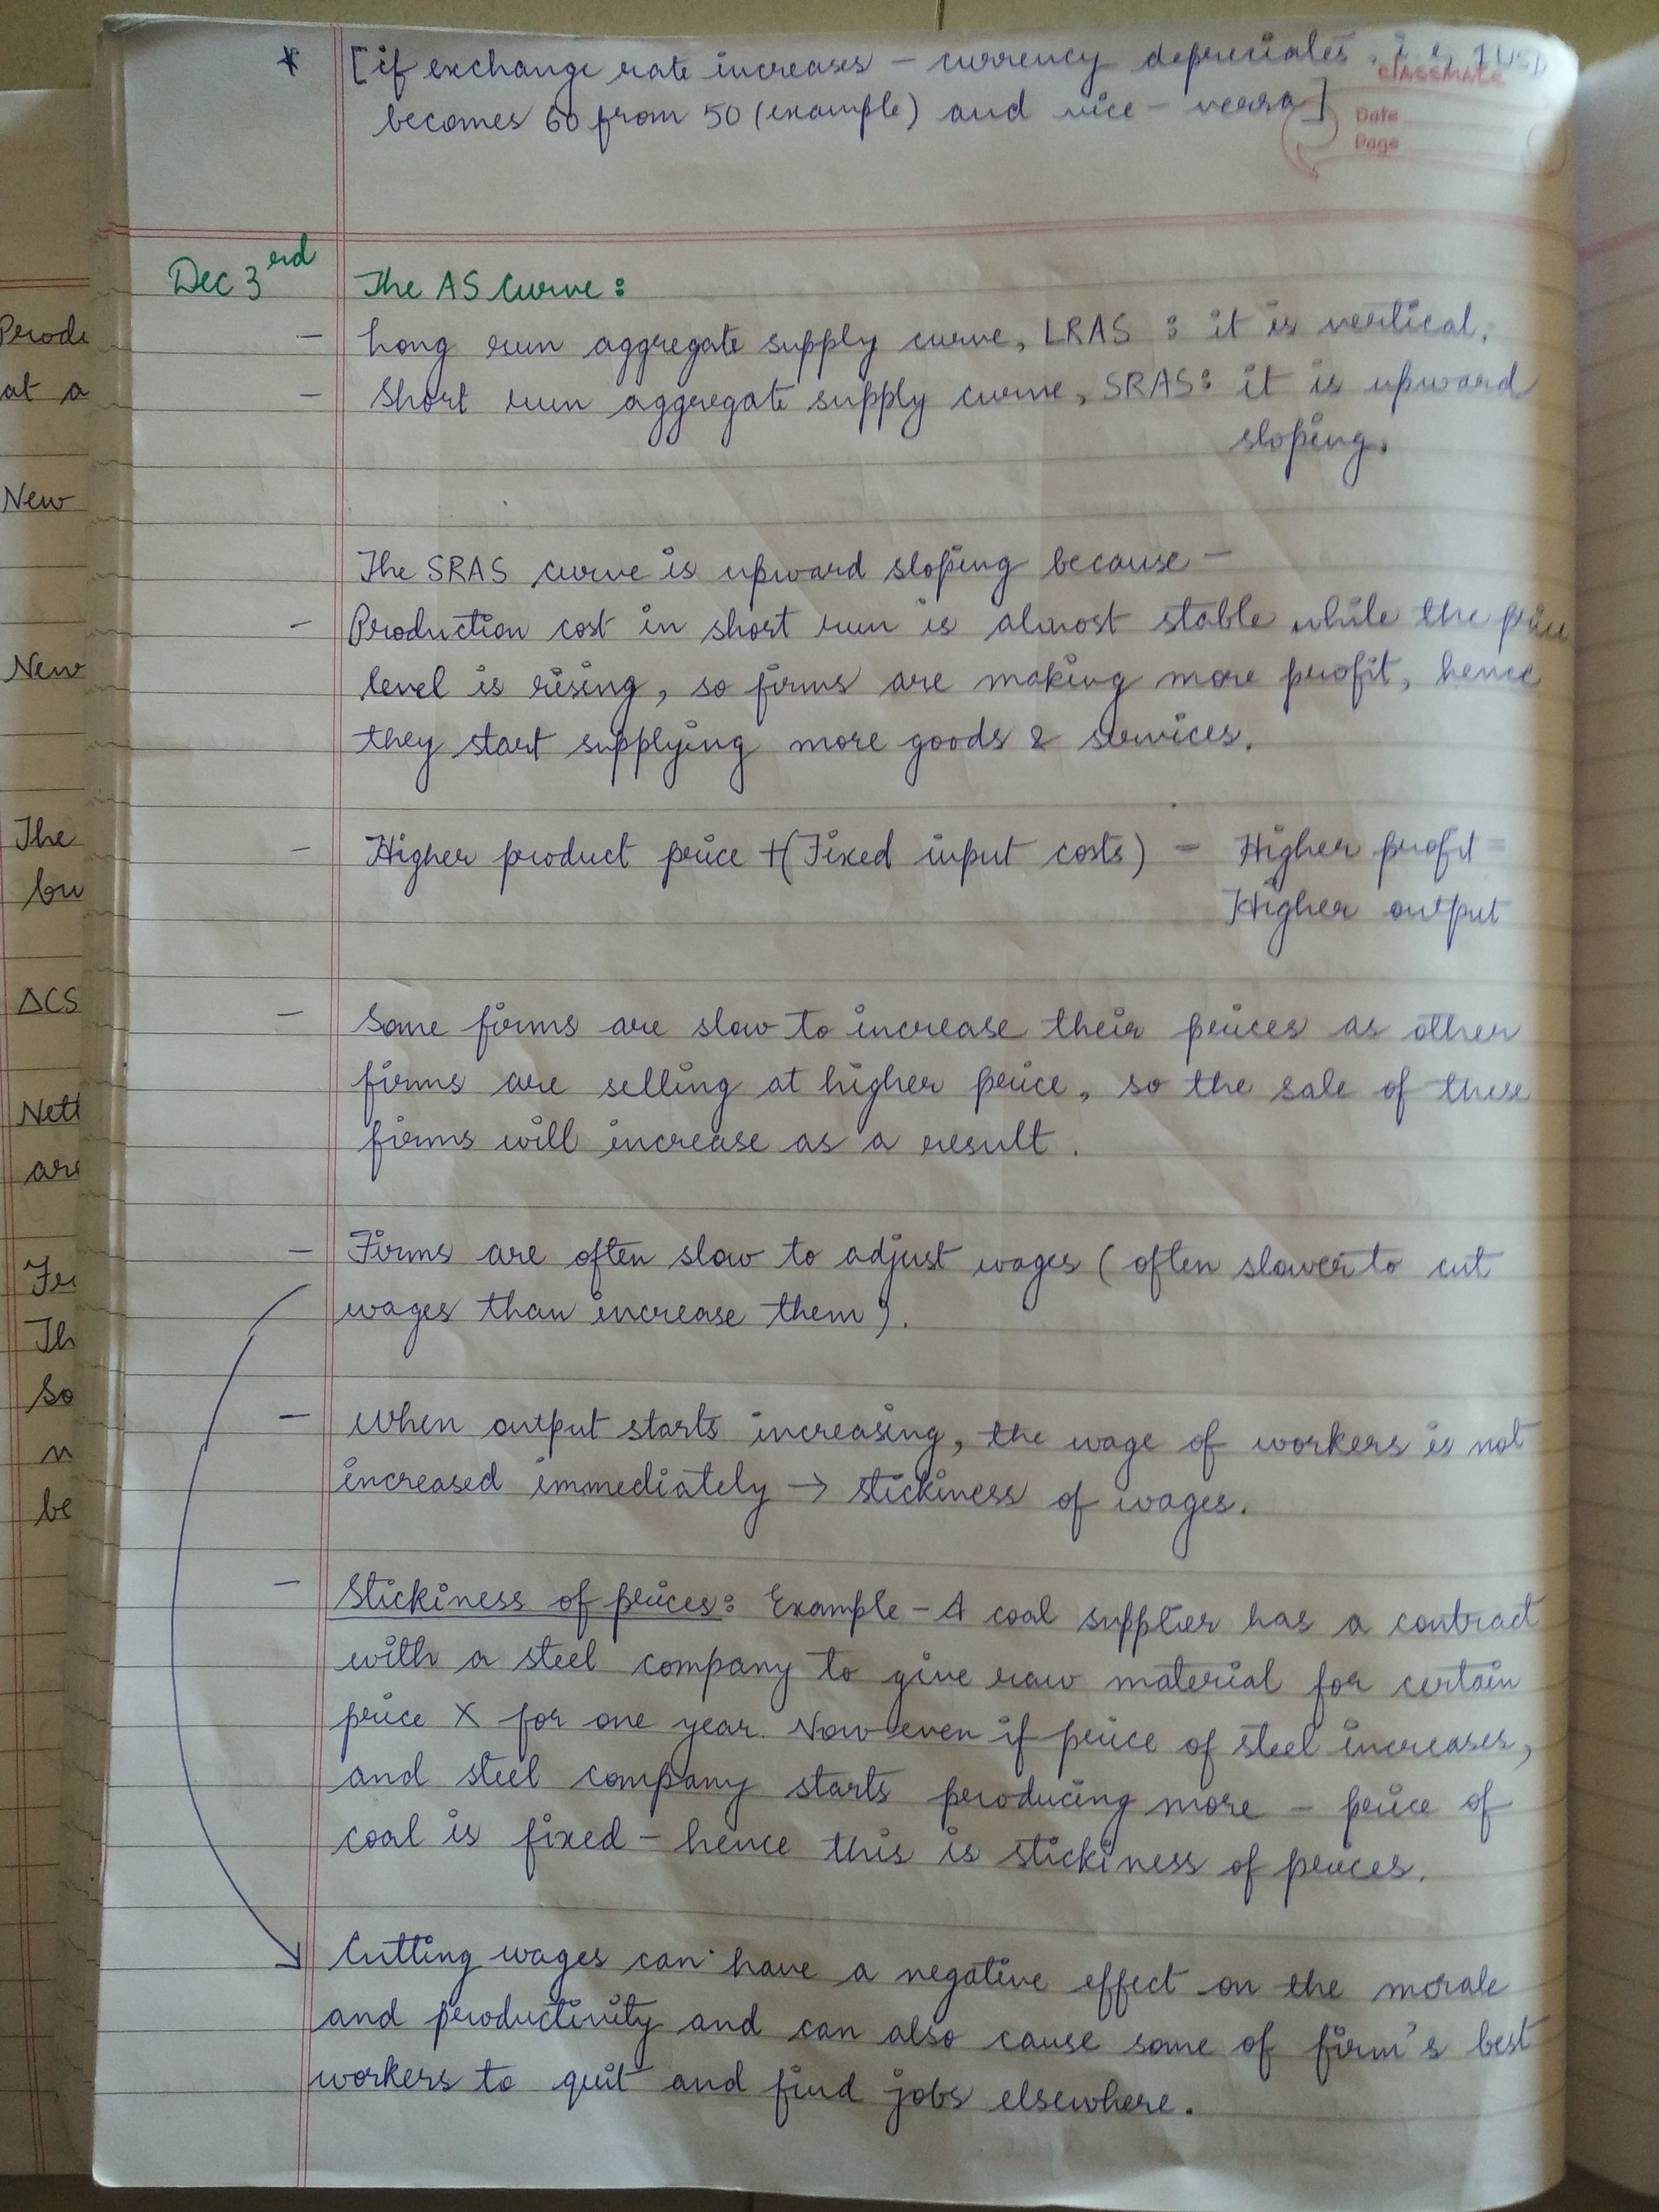 * [if exchange rate increases – currency depreciates, i.e, 1 USD
becomes 60 from 50 (example) and vice – versa]
classmate
Date
Page
Dec 3rd The AS Curve :
– Long run aggregate supply curve, LRAS : it is vertical.
– Short run aggregate supply curve, SRAS : it is upward
sloping.
The SRAS curve is upward sloping because –
– Production cost in short run is almost stable while the price
level is rising, so firms are making more profit, hence
they start supplying more goods & services.
– Higher product price + (Fixed input costs) = Higher profit =
Higher output
– Some firms are slow to increase their prices as other
firms are selling at higher price, so the sale of these
firms will increase as a result.
– Firms are often slow to adjust wages (often slower to cut
wages than increase them).
– When output starts increasing, the wage of workers is not
increased immediately → stickiness of wages.
– Stickiness of prices : Example – A coal supplier has a contract
with a steel company to give raw material for certain
price X for one year. Now even if price of steel increases,
and steel company starts producing more – price of
coal is fixed – hence this is stickiness of prices.
Cutting wages can have a negative effect on the morale
and productivity and can also cause some of firm's best
workers to quit and find jobs elsewhere.
at a
New
New
The
ΔCS
So
be